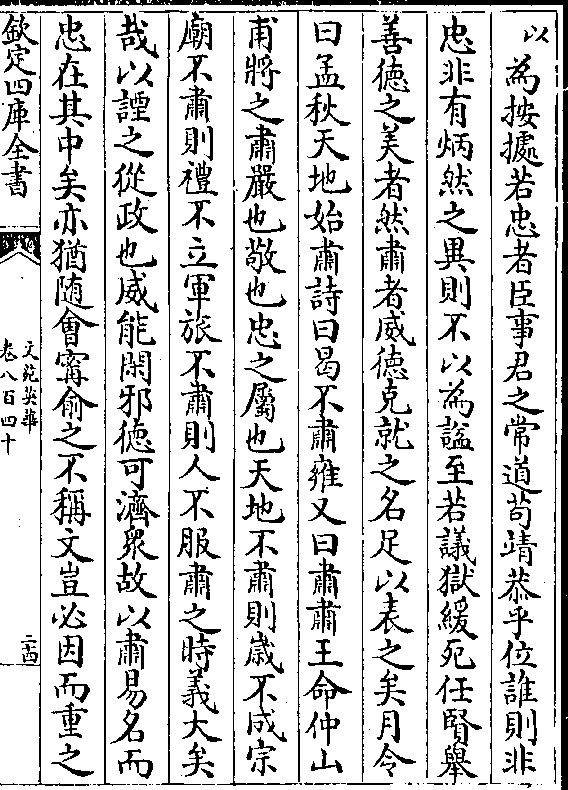 以為按據若忠者臣事君之常道苟靖恭乎位誰則非
忠非有炳然之異則不以為謚至若議獄緩死任賢舉
善德之美者然肅者威德克就之名足以表之矣月令
曰孟秋天地始肅詩曰曷不肅雍又曰肅肅王命仲山
甫將之肅嚴也敬也忠之屬也天地不肅則嵗不成宗
廟不肅則禮不立軍旅不肅則人不服肅之時義大矣
哉以諲之從政也威能閑邪德可濟衆故以肅易名而
忠在其中矣亦猶随會甯俞之不稱文豈必因而重之
欽定四庫全書
文苑英華
卷八百四十
二十四